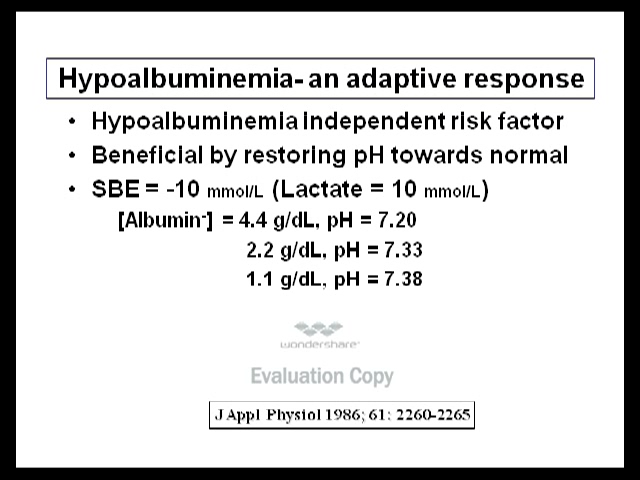 Hypoalbuminemia- an adaptive response
• Hypoalbuminemia independent risk factor
• Beneficial by restoring pH towards normal
• SBE = -10 mmol/L (Lactate = 10 mmol/L)
[Albumin⁻] = 4.4 g/dL, pH = 7.20
2.2 g/dL, pH = 7.33
1.1 g/dL, pH = 7.38
wondershare
Evaluation Copy
J Appl Physiol 1986; 61: 2260-2265